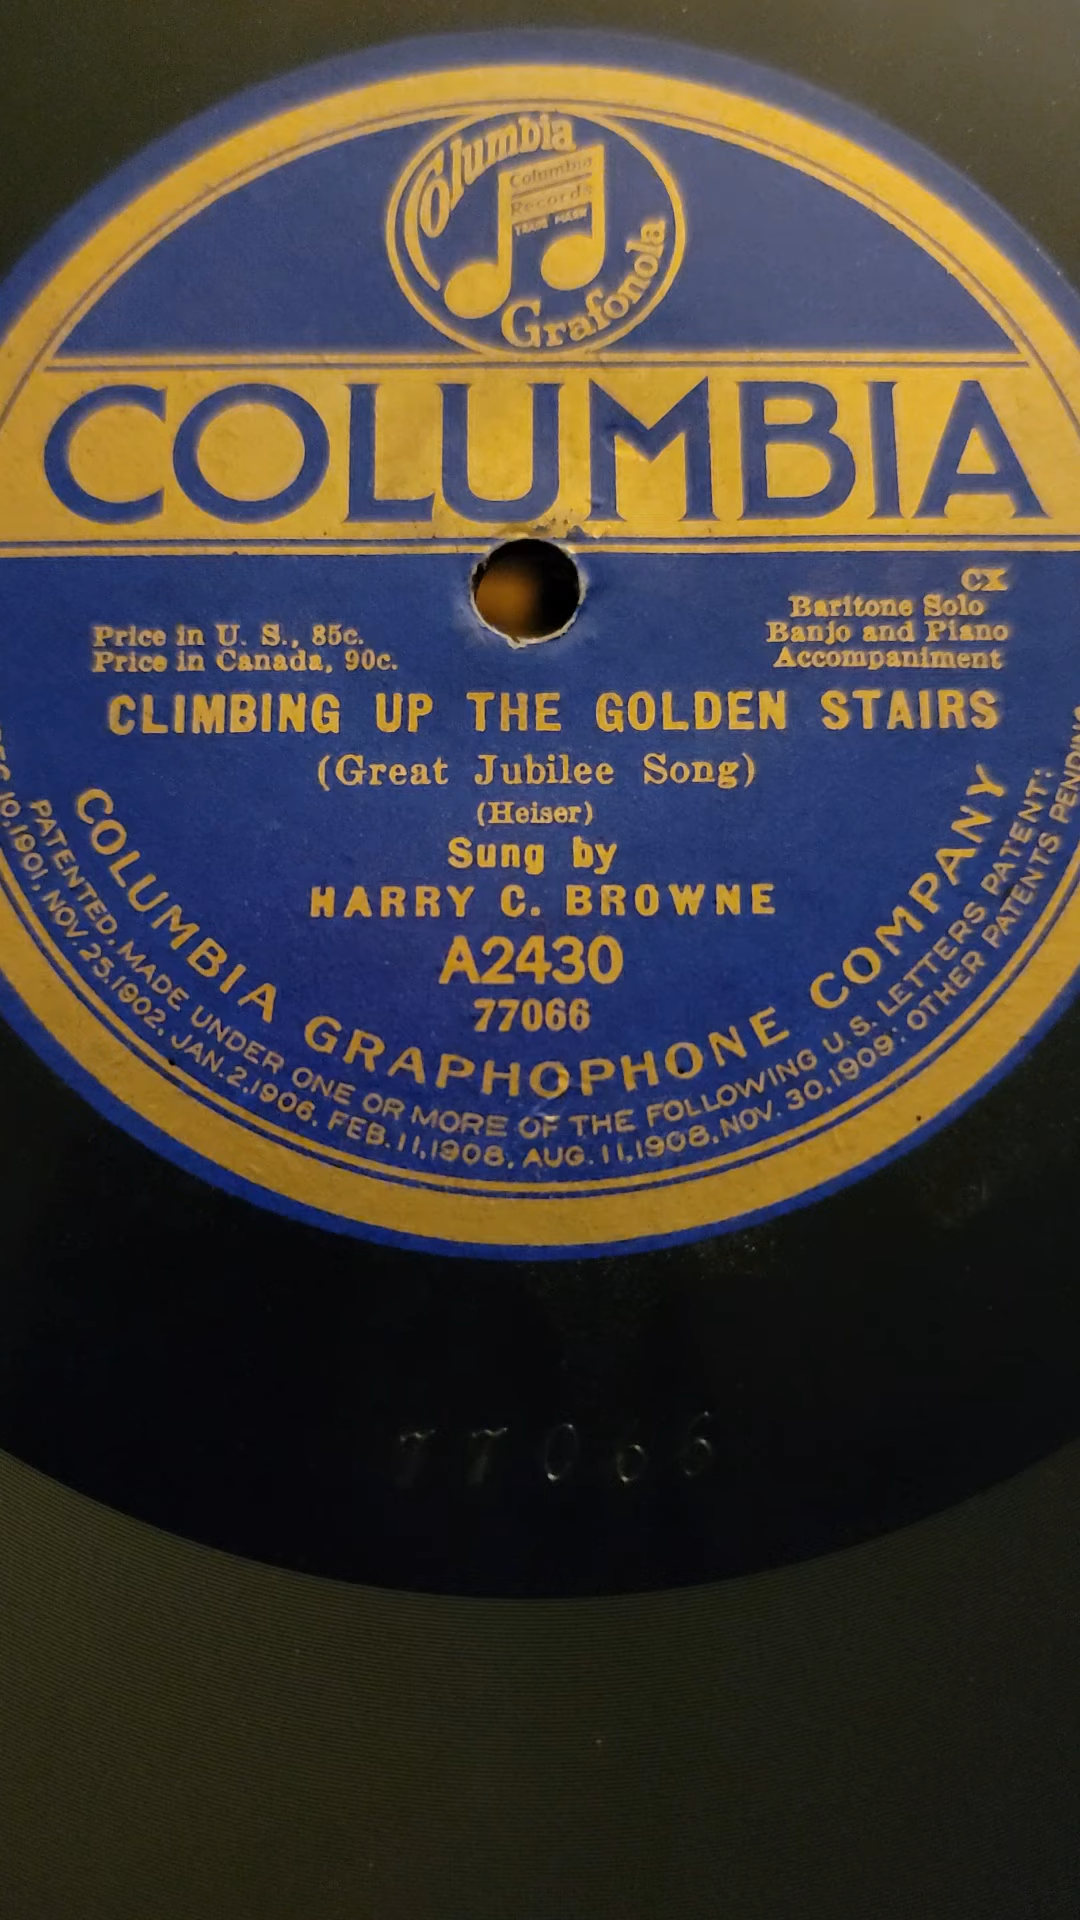 Columbia
Columbia
Records
TRADE MARK
Grafonola
COLUMBIA
CX
Baritone Solo
Banjo and Piano
Accompaniment
Price in U. S., 85c.
Price in Canada, 90c.
CLIMBING UP THE GOLDEN STAIRS
(Great Jubilee Song)
(Heiser)
Sung by
HARRY C. BROWNE
A2430
77066
COLUMBIA GRAPHOPHONE COMPANY
PATENTED, MADE UNDER ONE OR MORE OF THE FOLLOWING U.S. LETTERS PATENT:
10,1901, NOV.25,1902, JAN.2,1906, FEB.11,1908, AUG.11,1908, NOV. 30,1909: OTHER PATENTS PENDING
77066